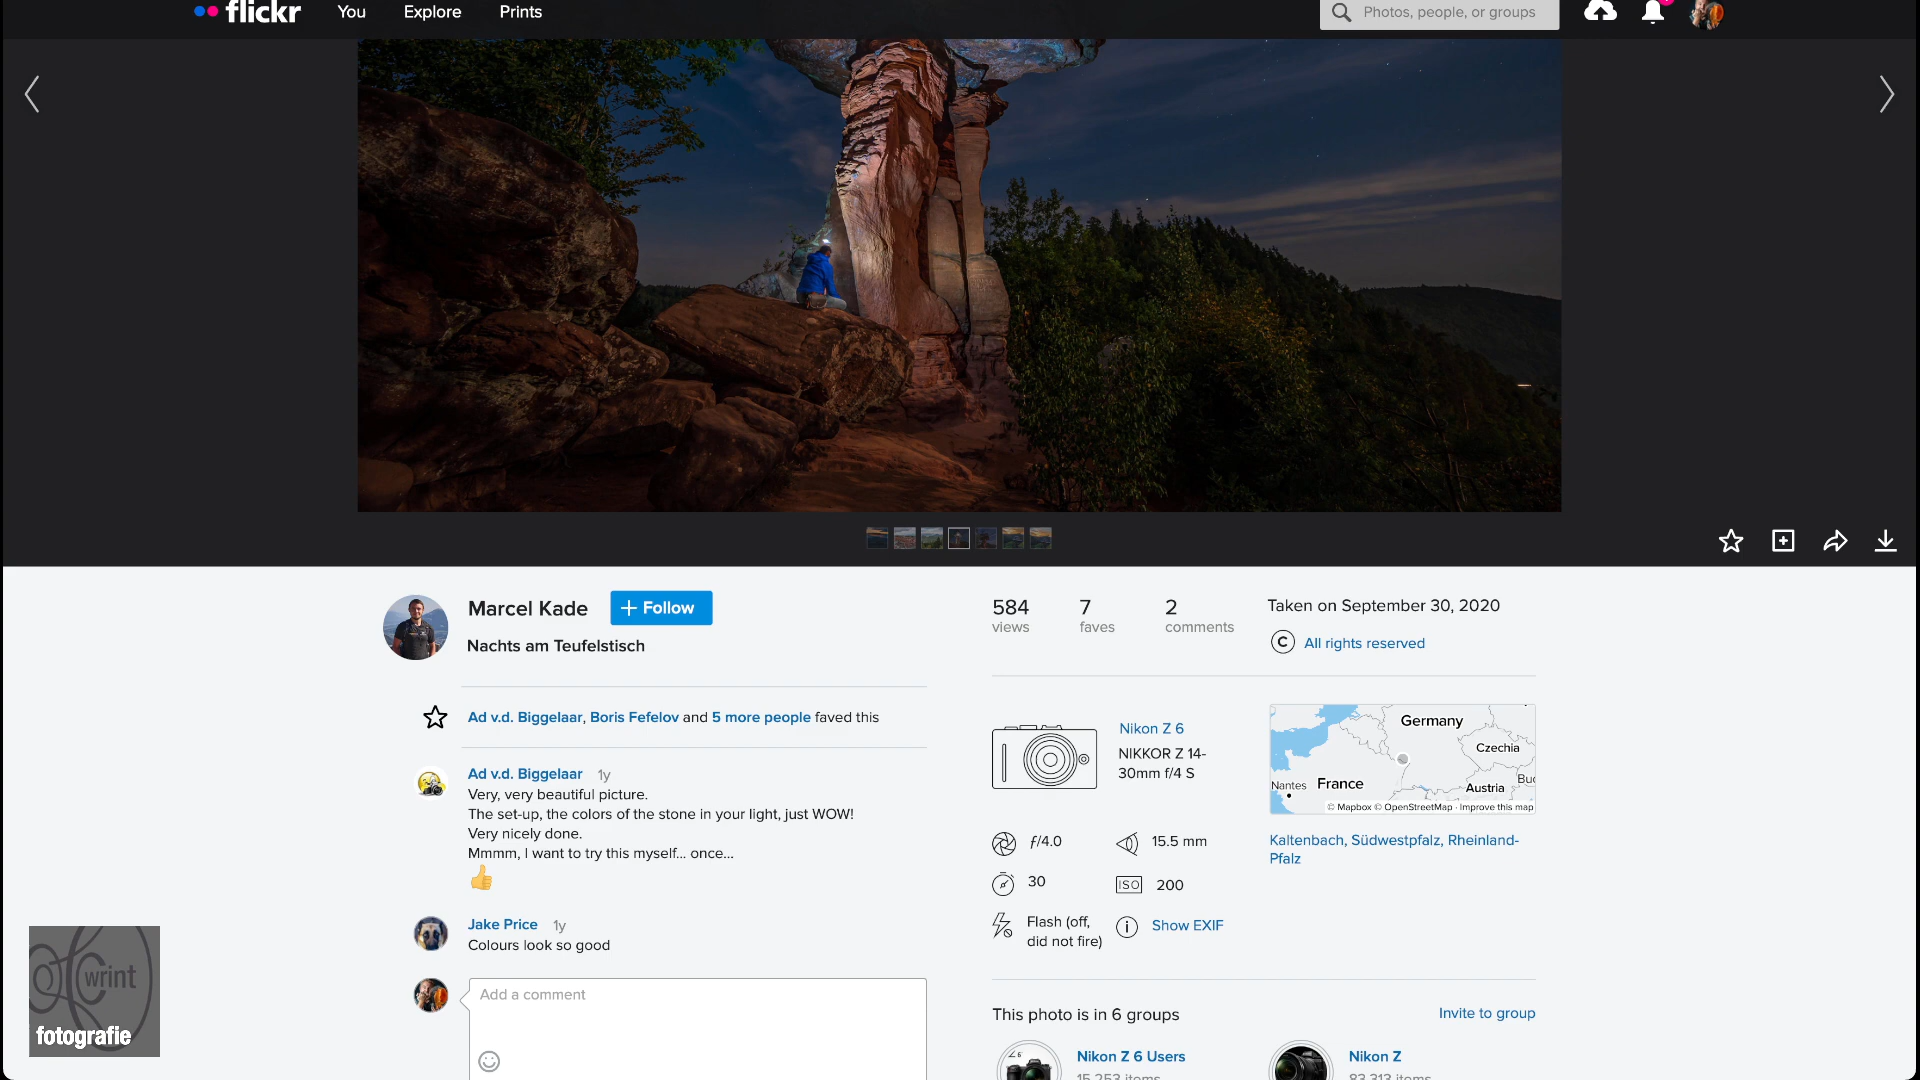 flickr
You Explore Prints
Photos, people, or groups
Marcel Kade
+ Follow
Nachts am Teufelstisch
Ad v.d. Biggelaar, Boris Fefelov and 5 more people faved this
Ad v.d. Biggelaar 1y
Very, very beautiful picture.
The set-up, the colors of the stone in your light, just WOW!
Very nicely done.
Mmmm, I want to try this myself... once...
Jake Price 1y
Colours look so good
Add a comment
584 7 2
views faves comments
Taken on September 30, 2020
All rights reserved
Nikon Z 6
NIKKOR Z 14-
30mm f/4 S
ƒ/4.0 15.5 mm
30 ISO 200
Flash (off,
did not fire)
Show EXIF
Germany
Czechia
France
Nantes
Austria
© Mapbox © OpenStreetMap · Improve this map
Kaltenbach, Südwestpfalz, Rheinland-
Pfalz
This photo is in 6 groups
Invite to group
Nikon Z 6 Users
15,253 items
Nikon Z
83,313 items
wrint
fotografie